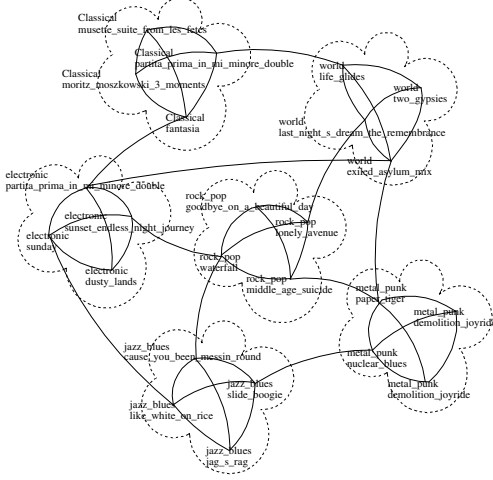 Classical
musette_suite_from_les_fetes
Classical
partita_prima_in_mi_minore_double
Classical
moritz_moszkowski_3_moments
Classical
fantasia
world
life_glides
world
two_gypsies
world
last_night_s_dream_the_remembrance
world
exiled_asylum_mix
electronic
partita_prima_in_mi_minore_double
electronic
sunset_endless_night_journey
electronic
sunday
electronic
dusty_lands
rock_pop
goodbye_on_a_beautiful_day
rock_pop
lonely_avenue
rock_pop
waterfall
rock_pop
middle_age_suicide
metal_punk
paper_tiger
metal_punk
demolition_joyride
metal_punk
nuclear_blues
metal_punk
demolition_joyride
jazz_blues
cause_you_been_messin_round
jazz_blues
slide_boogie
jazz_blues
like_white_on_rice
jazz_blues
jag_s_rag